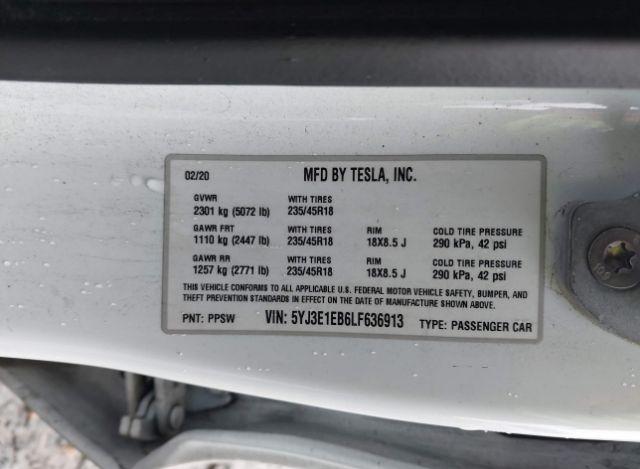 02/20 MFD BY TESLA, INC.
GVWR WITH TIRES
2301 kg (5072 lb) 235/45R18
GAWR FRT WITH TIRES RIM COLD TIRE PRESSURE
1110 kg (2447 lb) 235/45R18 18X8.5 J 290 kPa, 42 psi
GAWR RR WITH TIRES RIM COLD TIRE PRESSURE
1257 kg (2771 lb) 235/45R18 18X8.5 J 290 kPa, 42 psi
THIS VEHICLE CONFORMS TO ALL APPLICABLE U.S. FEDERAL MOTOR VEHICLE SAFETY, BUMPER, AND
THEFT PREVENTION STANDARDS IN EFFECT ON THE DATE OF MANUFACTURE SHOWN ABOVE.
PNT: PPSW VIN: 5YJ3E1EB6LF636913 TYPE: PASSENGER CAR